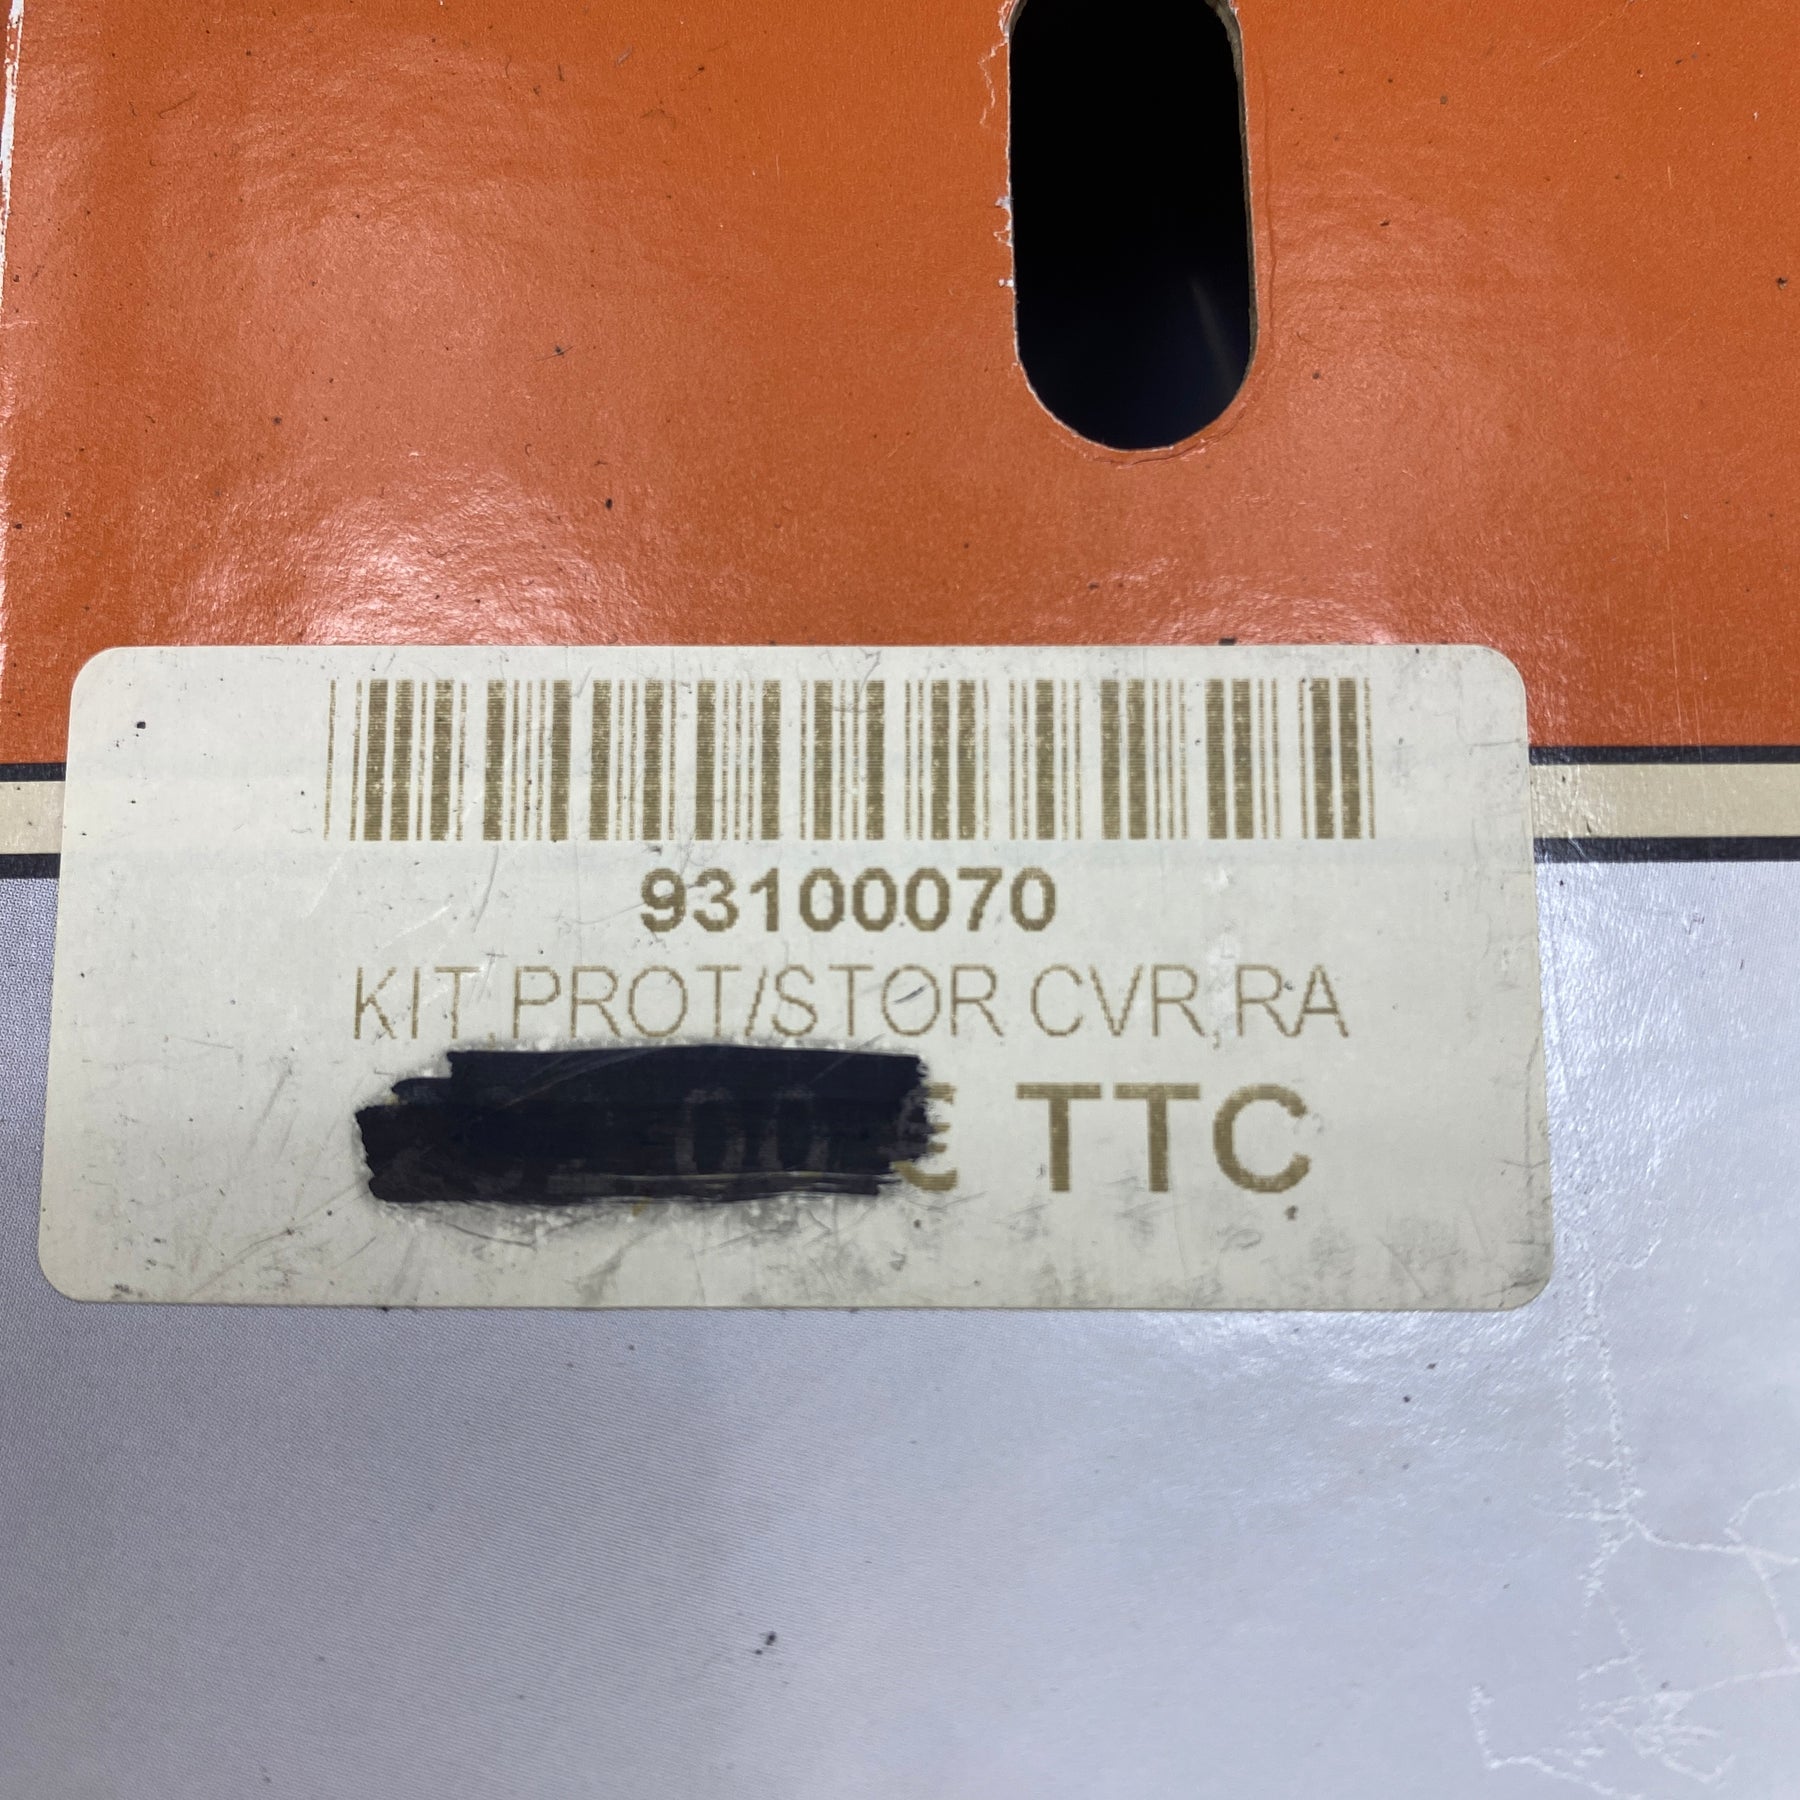 93100070
KIT,PROT/STOR CVR,RA
€ TTC